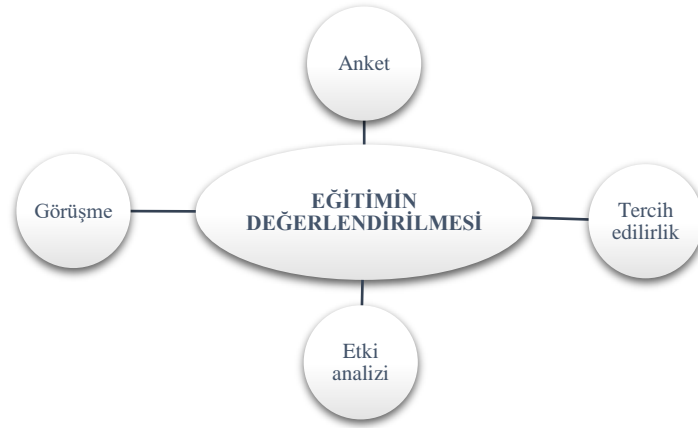 Anket
Görüşme
EĞİTİMİN
DEĞERLENDİRİLMESİ
Tercih
edilirlik
Etki
analizi